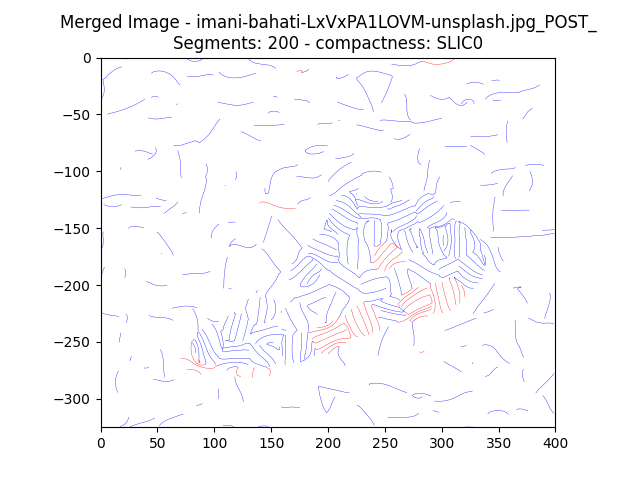 Merged Image - imani-bahati-LxVxPA1LOVM-unsplash.jpg_POST_
Segments: 200 - compactness: SLIC0
0
−50
−100
−150
−200
−250
−300
0 50 100 150 200 250 300 350 400